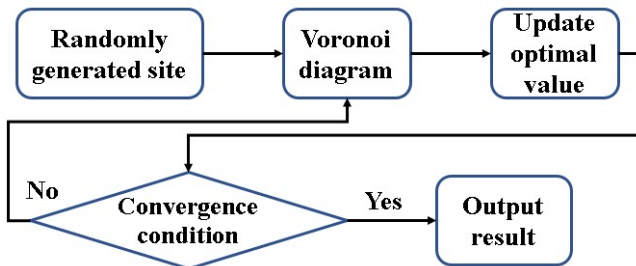 Randomly
generated site
Voronoi
diagram
Update
optimal
value
No
Convergence
condition
Yes
Output
result